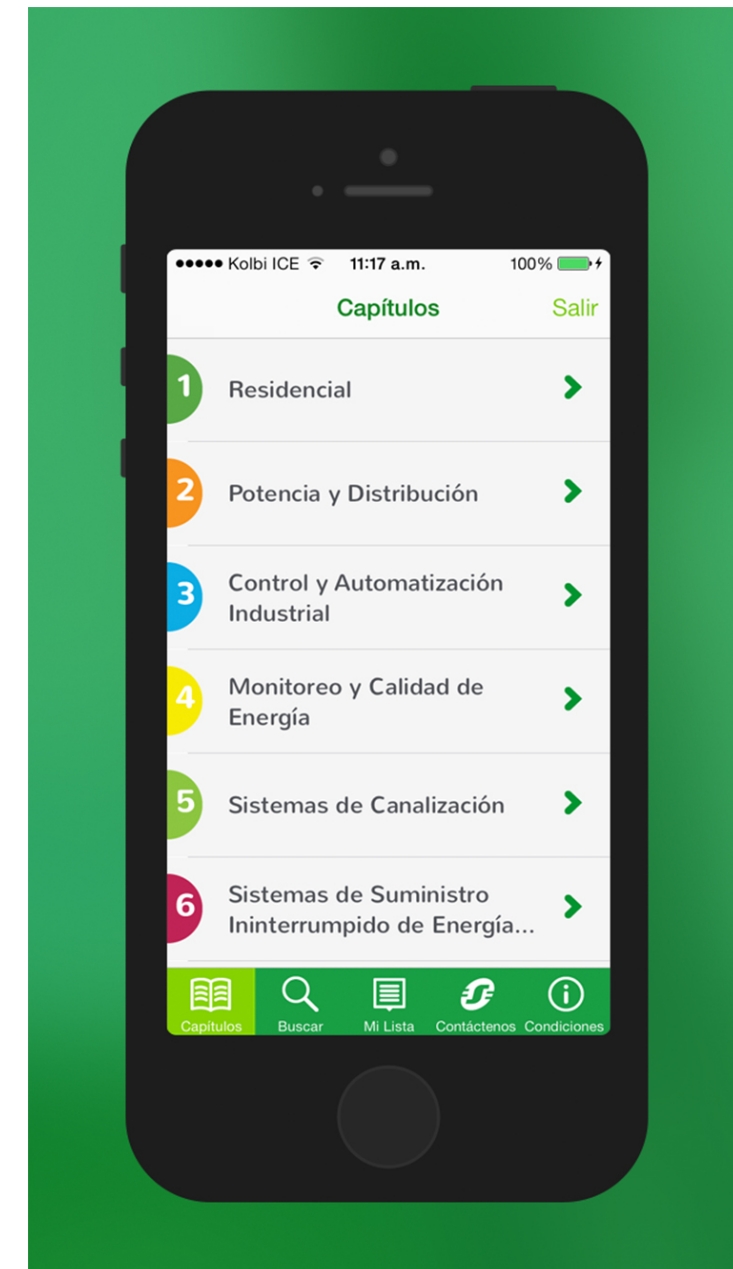 Kolbi ICE 11:17 a.m. 100%
Capítulos Salir
1 Residencial
2 Potencia y Distribución
3 Control y Automatización
Industrial
4 Monitoreo y Calidad de
Energía
5 Sistemas de Canalización
6 Sistemas de Suministro
Ininterrumpido de Energía...
Capítulos Buscar Mi Lista Contáctenos Condiciones